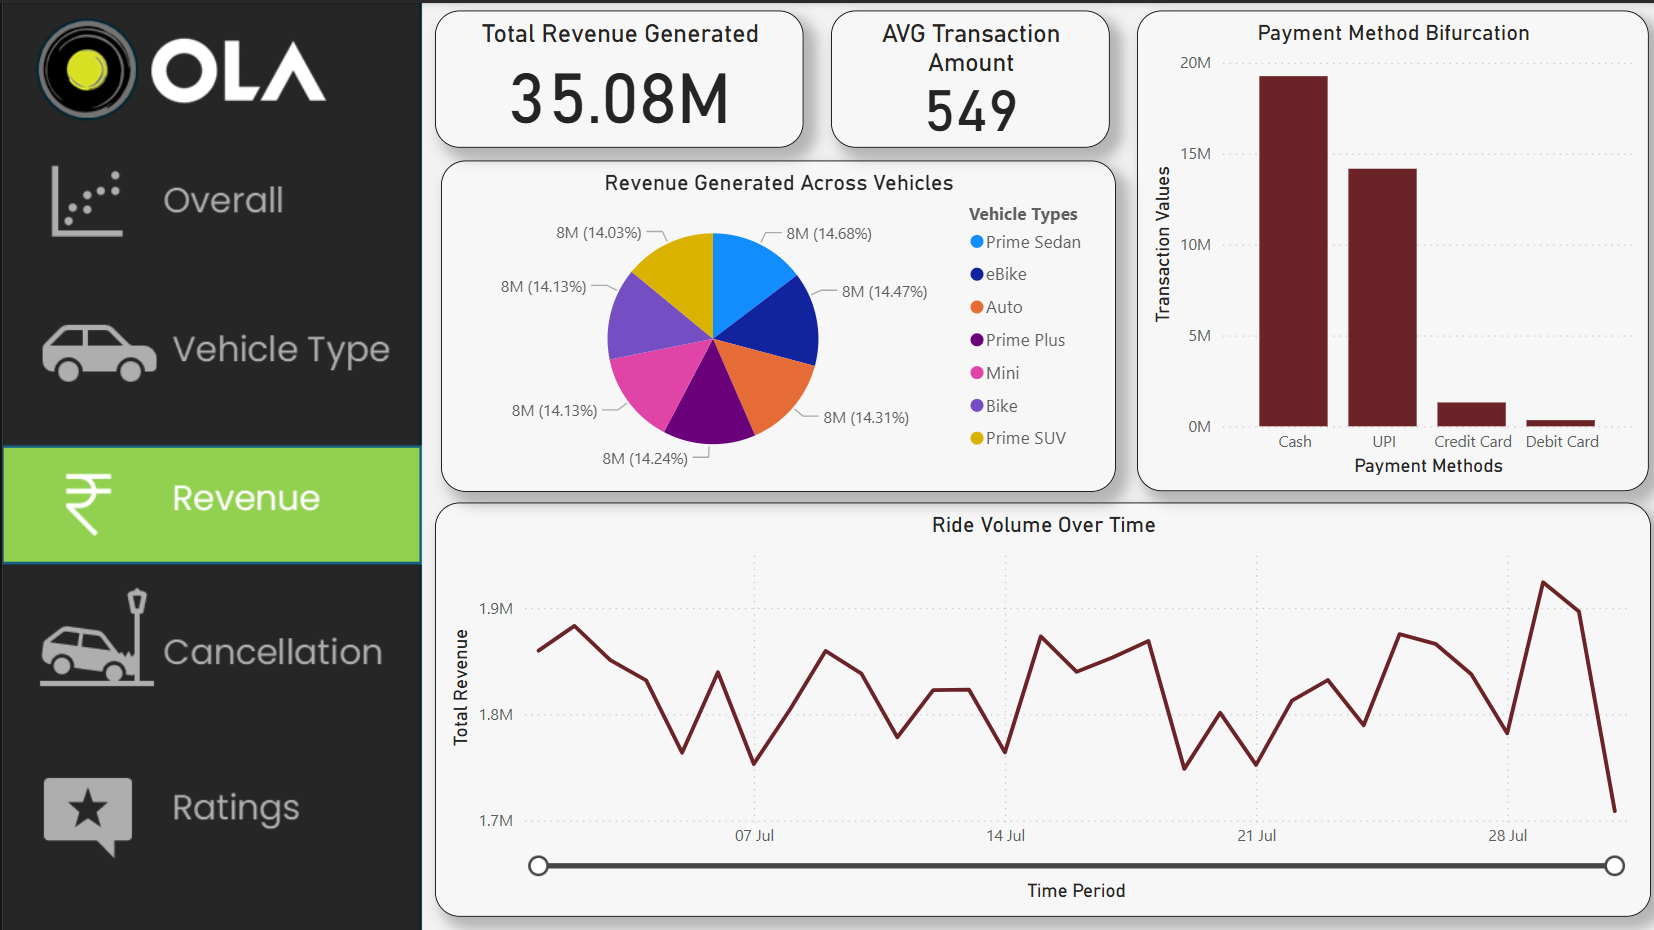 OLA
Overall
Vehicle Type
Revenue
Cancellation
Ratings
Total Revenue Generated
35.08M
AVG Transaction
Amount
549
Payment Method Bifurcation
Transaction Values
20M
15M
10M
5M
0M
Cash UPI Credit Card Debit Card
Payment Methods
Revenue Generated Across Vehicles
8M (14.03%)
8M (14.68%)
8M (14.13%)
8M (14.47%)
8M (14.13%)
8M (14.31%)
8M (14.24%)
Vehicle Types
Prime Sedan
eBike
Auto
Prime Plus
Mini
Bike
Prime SUV
Ride Volume Over Time
Total Revenue
1.9M
1.8M
1.7M
07 Jul 14 Jul 21 Jul 28 Jul
Time Period